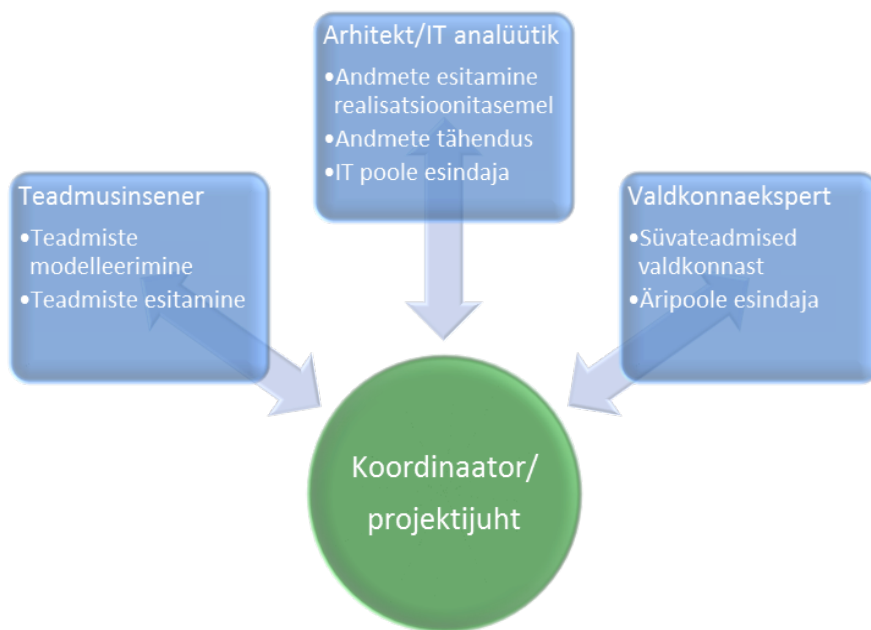 Arhitekt/IT analüütik
•Andmete esitamine
realisatsioonitasemel
•Andmete tähendus
•IT poole esindaja
Teadmusinsener
•Teadmiste
modelleerimine
•Teadmiste esitamine
Valdkonnaekspert
•Süvateadmised
valdkonnast
•Äripoole esindaja
Koordinaator/
projektijuht